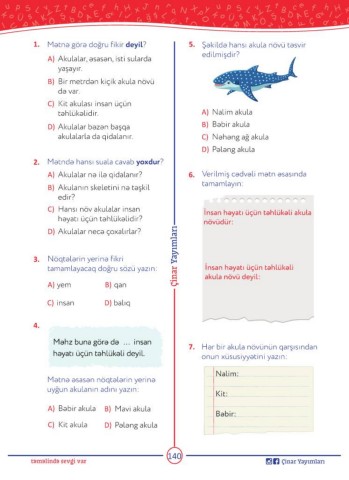 1. Mətnə görə doğru fikir deyil?
A) Akulalar, əsasən, isti sularda
yaşayır.
B) Bir metrdən kiçik akula növü
də var.
C) Kit akulası insan üçün
təhlükəlidir.
D) Akulalar bəzən başqa
akulalarla da qidalanır.
2. Mətndə hansı suala cavab yoxdur?
A) Akulalar nə ilə qidalanır?
B) Akulanın skeletini nə təşkil
edir?
C) Hansı növ akulalar insan
həyatı üçün təhlükəlidir?
D) Akulalar necə çoxalırlar?
3. Nöqtələrin yerinə fikri
tamamlayacaq doğru sözü yazın:
A) yem B) qan
C) insan D) balıq
4.
Məhz buna görə də ... insan
həyatı üçün təhlükəli deyil.
Mətnə əsasən nöqtələrin yerinə
uyğun akulanın adını yazın:
A) Bəbir akula B) Mavi akula
C) Kit akula D) Pələng akula
Çinar Yayımları
5. Şəkildə hansı akula növü təsvir
edilmişdir?
A) Nəlim akula
B) Bəbir akula
C) Nəhəng ağ akula
D) Pələng akula
6. Verilmiş cədvəli mətn əsasında
tamamlayın:
İnsan həyatı üçün təhlükəli akula
növüdür:
İnsan həyatı üçün təhlükəli
akula növü deyil:
7. Hər bir akula növünün qarşısından
onun xüsusiyyətini yazın:
Nəlim:
Kit:
Bəbir:
təməlində sevgi var
140
Çinar Yayımları